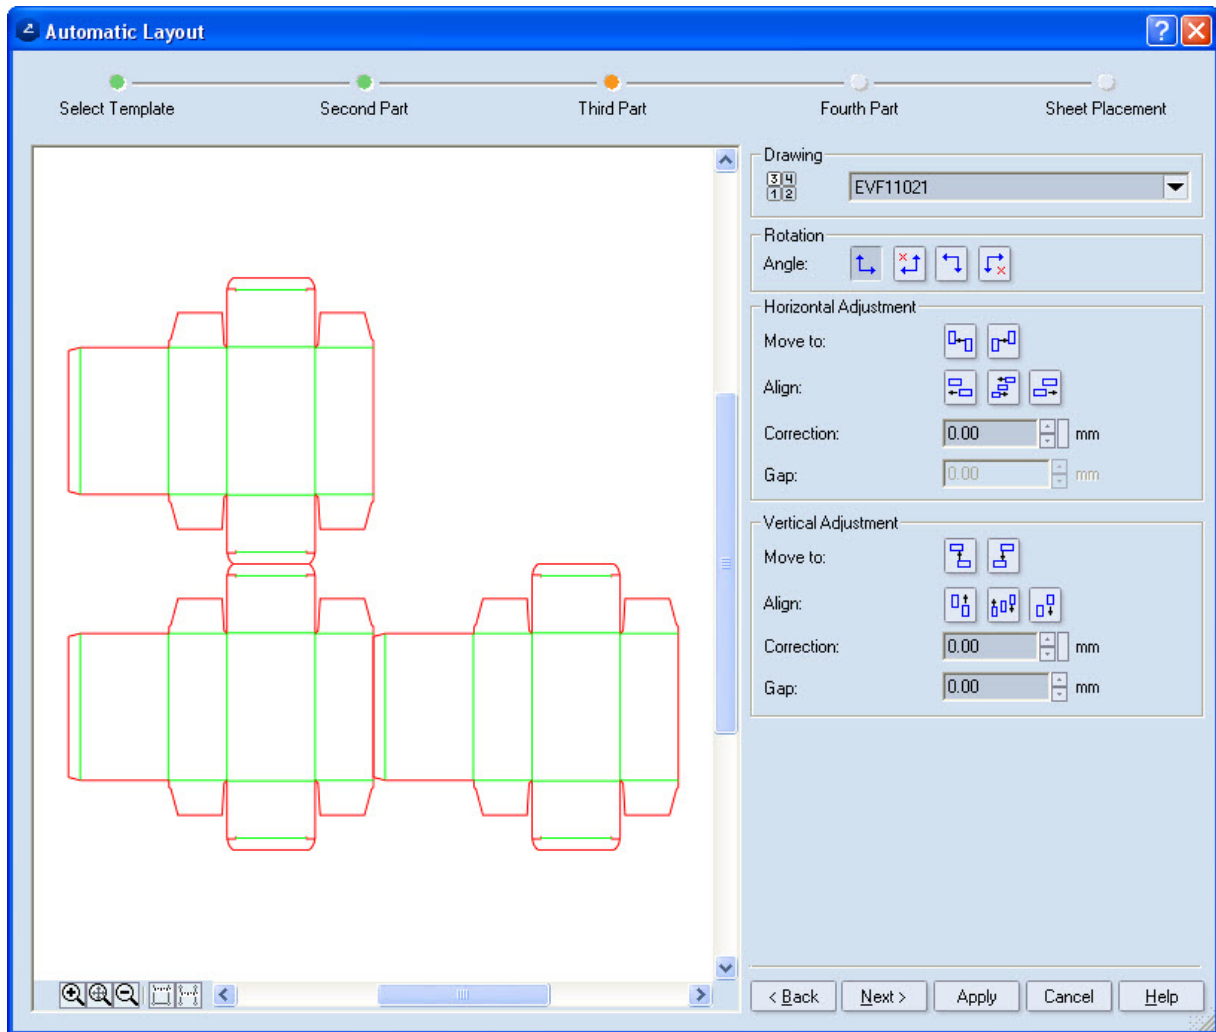 Automatic Layout
Select Template Second Part Third Part Fourth Part Sheet Placement
Drawing
3 4
1 2
EVF11021
Rotation
Angle:
Horizontal Adjustment
Move to:
Align:
Correction: 0.00 mm
Gap: 0.00 mm
Vertical Adjustment
Move to:
Align:
Correction: 0.00 mm
Gap: 0.00 mm
< Back Next > Apply Cancel Help